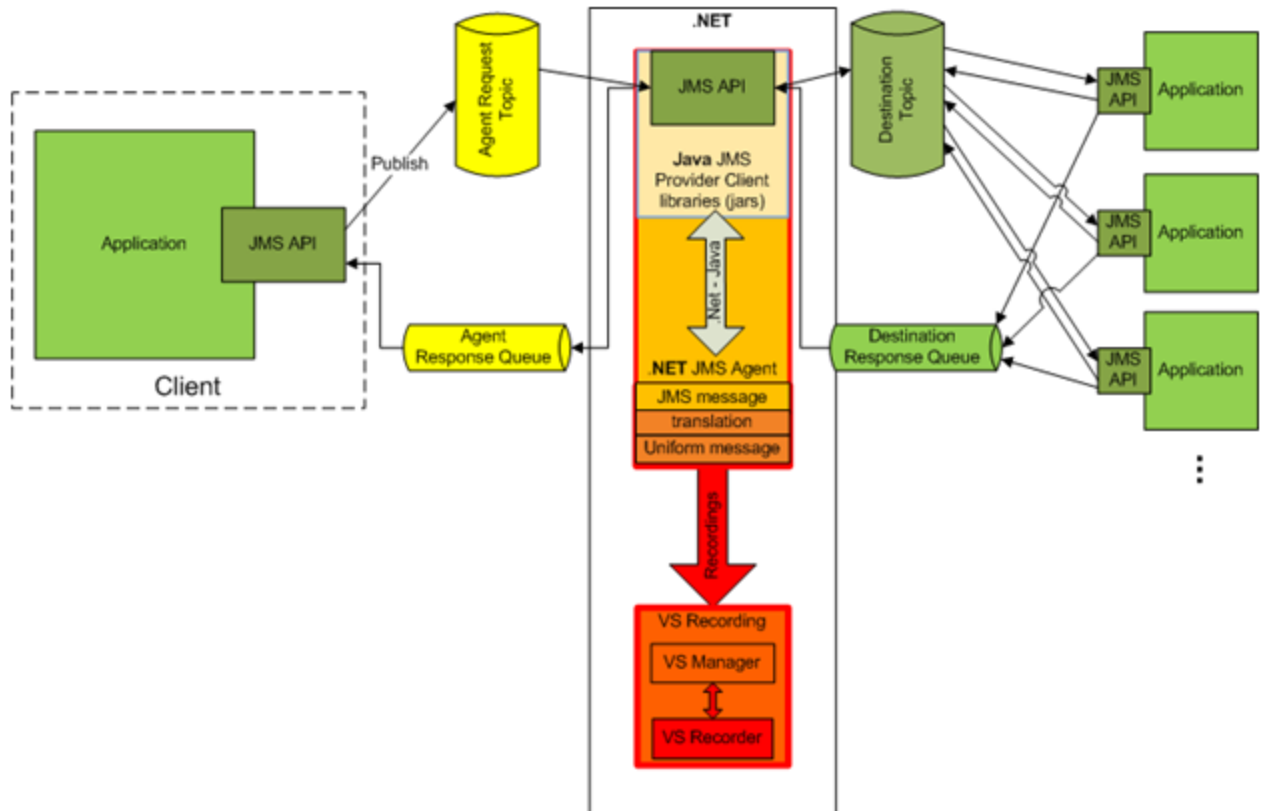 .NET
Agent Request
Topic
JMS API
Destination
Topic
JMS
API
Application
Publish
Java JMS
Provider Client
libraries (jars)
Application
JMS API
JMS
API
Application
.Net - Java
Agent
Response Queue
Destination
Response Queue
JMS
API
Application
Client
.NET JMS Agent
JMS message
translation
Uniform message
Recordings
VS Recording
VS Manager
VS Recorder